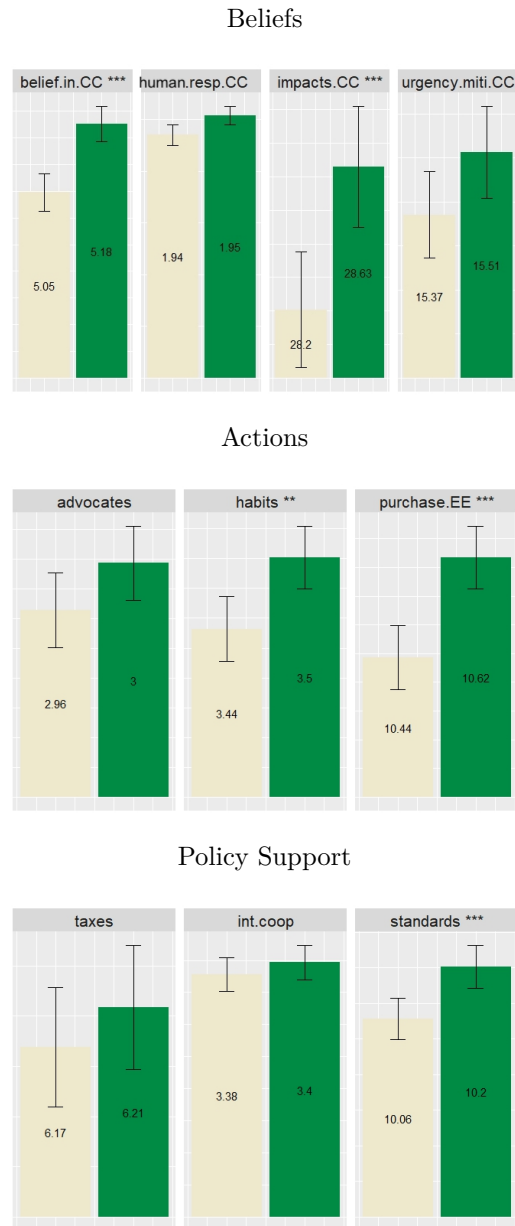 Beliefs
belief.in.CC *** human.resp.CC impacts.CC *** urgency.miti.CC
5.05 5.18 1.94 1.95 28.2 28.63 15.37 15.51
Actions
advocates habits ** purchase.EE ***
2.96 3 3.44 3.5 10.44 10.62
Policy Support
taxes int.coop standards ***
6.17 6.21 3.38 3.4 10.06 10.2